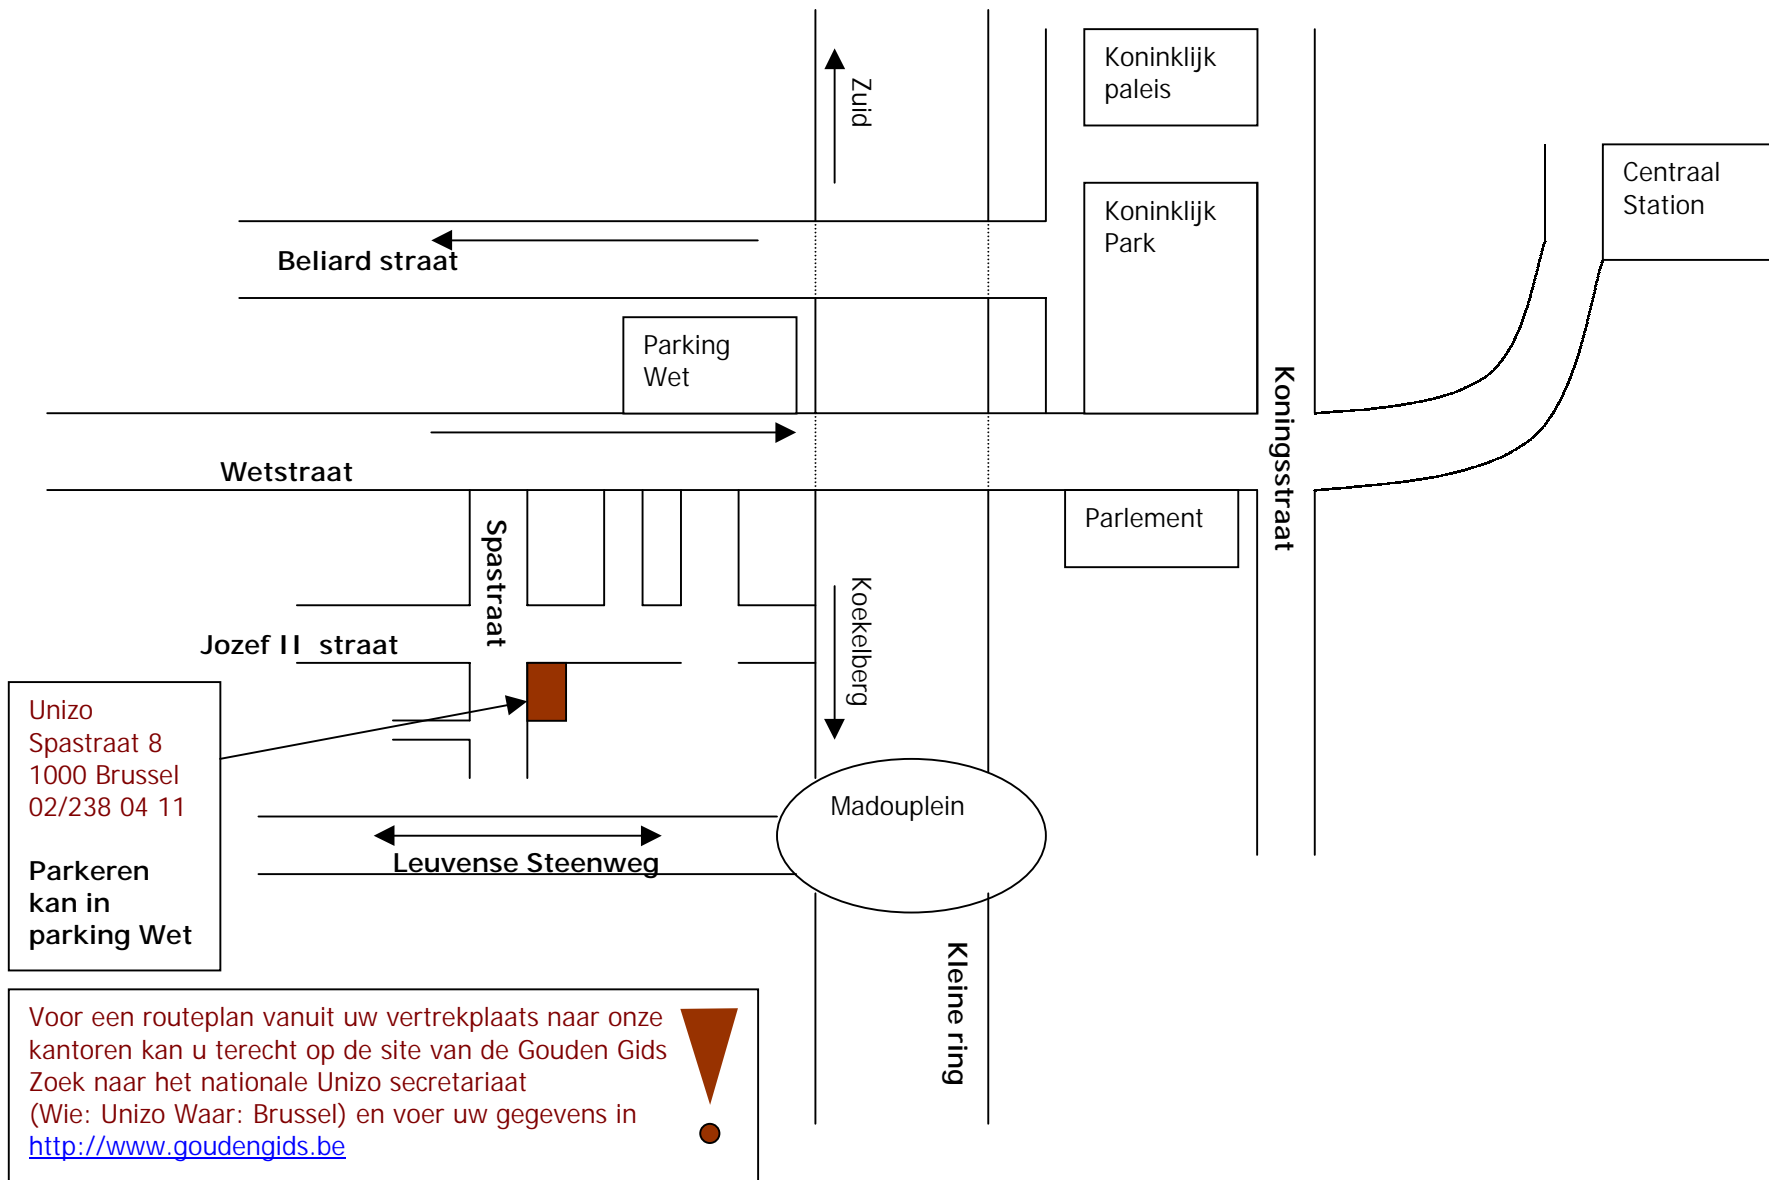 Koninklijk
paleis
Zuid
Centraal
Station
Koninklijk
Park
Beliard straat
Parking
Wet
Koningsstraat
Wetstraat
Parlement
Spastraat
Koekelberg
Jozef II  straat
Unizo
Spastraat 8
1000 Brussel
02/238 04 11
Parkeren
kan in
parking Wet
Madouplein
Leuvense Steenweg
Kleine ring
Voor een routeplan vanuit uw vertrekplaats naar onze
kantoren kan u terecht op de site van de Gouden Gids
Zoek naar het nationale Unizo secretariaat
(Wie: Unizo Waar: Brussel) en voer uw gegevens in
http://www.goudengids.be